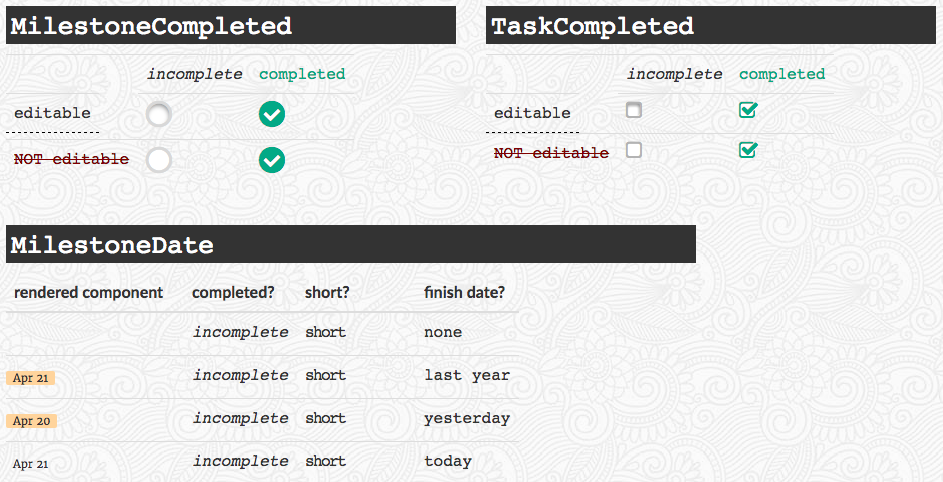 MilestoneCompleted
incomplete completed
editable
NOT editable
TaskCompleted
incomplete completed
editable
NOT editable
MilestoneDate
rendered component completed? short? finish date?
incomplete short none
Apr 21 incomplete short last year
Apr 20 incomplete short yesterday
Apr 21 incomplete short today